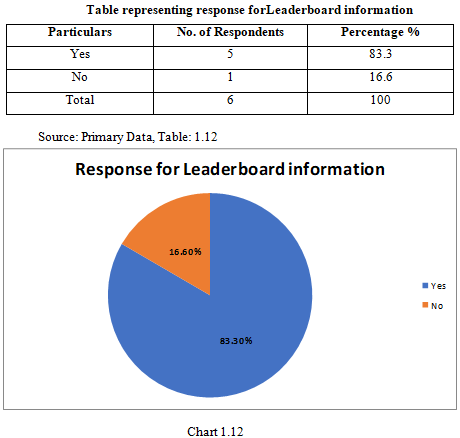 Table representing response forLeaderboard information
Particulars No. of Respondents Percentage %
Yes 5 83.3
No 1 16.6
Total 6 100
Source: Primary Data, Table: 1.12
Response for Leaderboard information
16.60%
Yes
No
83.30%
Chart 1.12